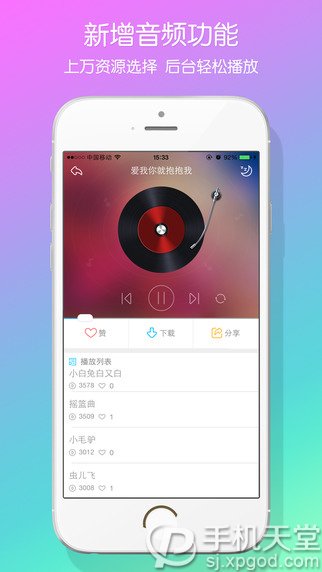 新增音频功能
上万资源选择 后台轻松播放
中国移动
15:33
92%
爱我你就抱抱我
赞
下载
分享
播放列表
小白兔白又白
3578 0
摇篮曲
3509 1
小毛驴
3012 0
虫儿飞
3008 1
手机天堂
sj.xpgod.com